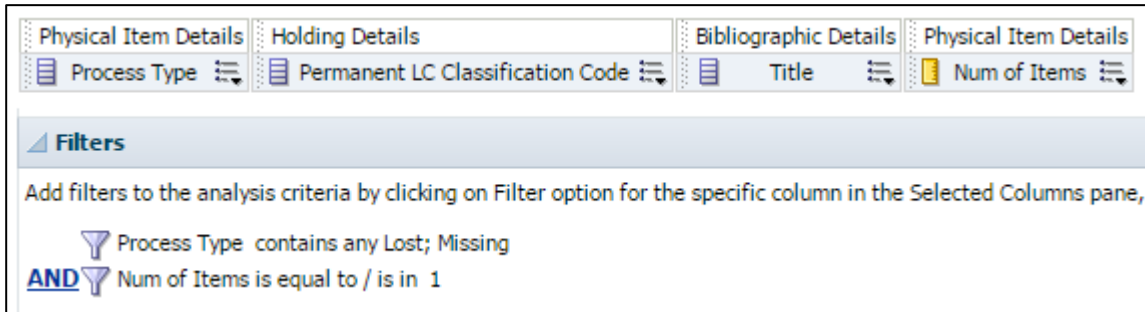 Physical Item Details Holding Details Bibliographic Details Physical Item Details
Process Type Permanent LC Classification Code Title Num of Items
Filters
Add filters to the analysis criteria by clicking on Filter option for the specific column in the Selected Columns pane,
Process Type contains any Lost; Missing
AND Num of Items is equal to / is in 1